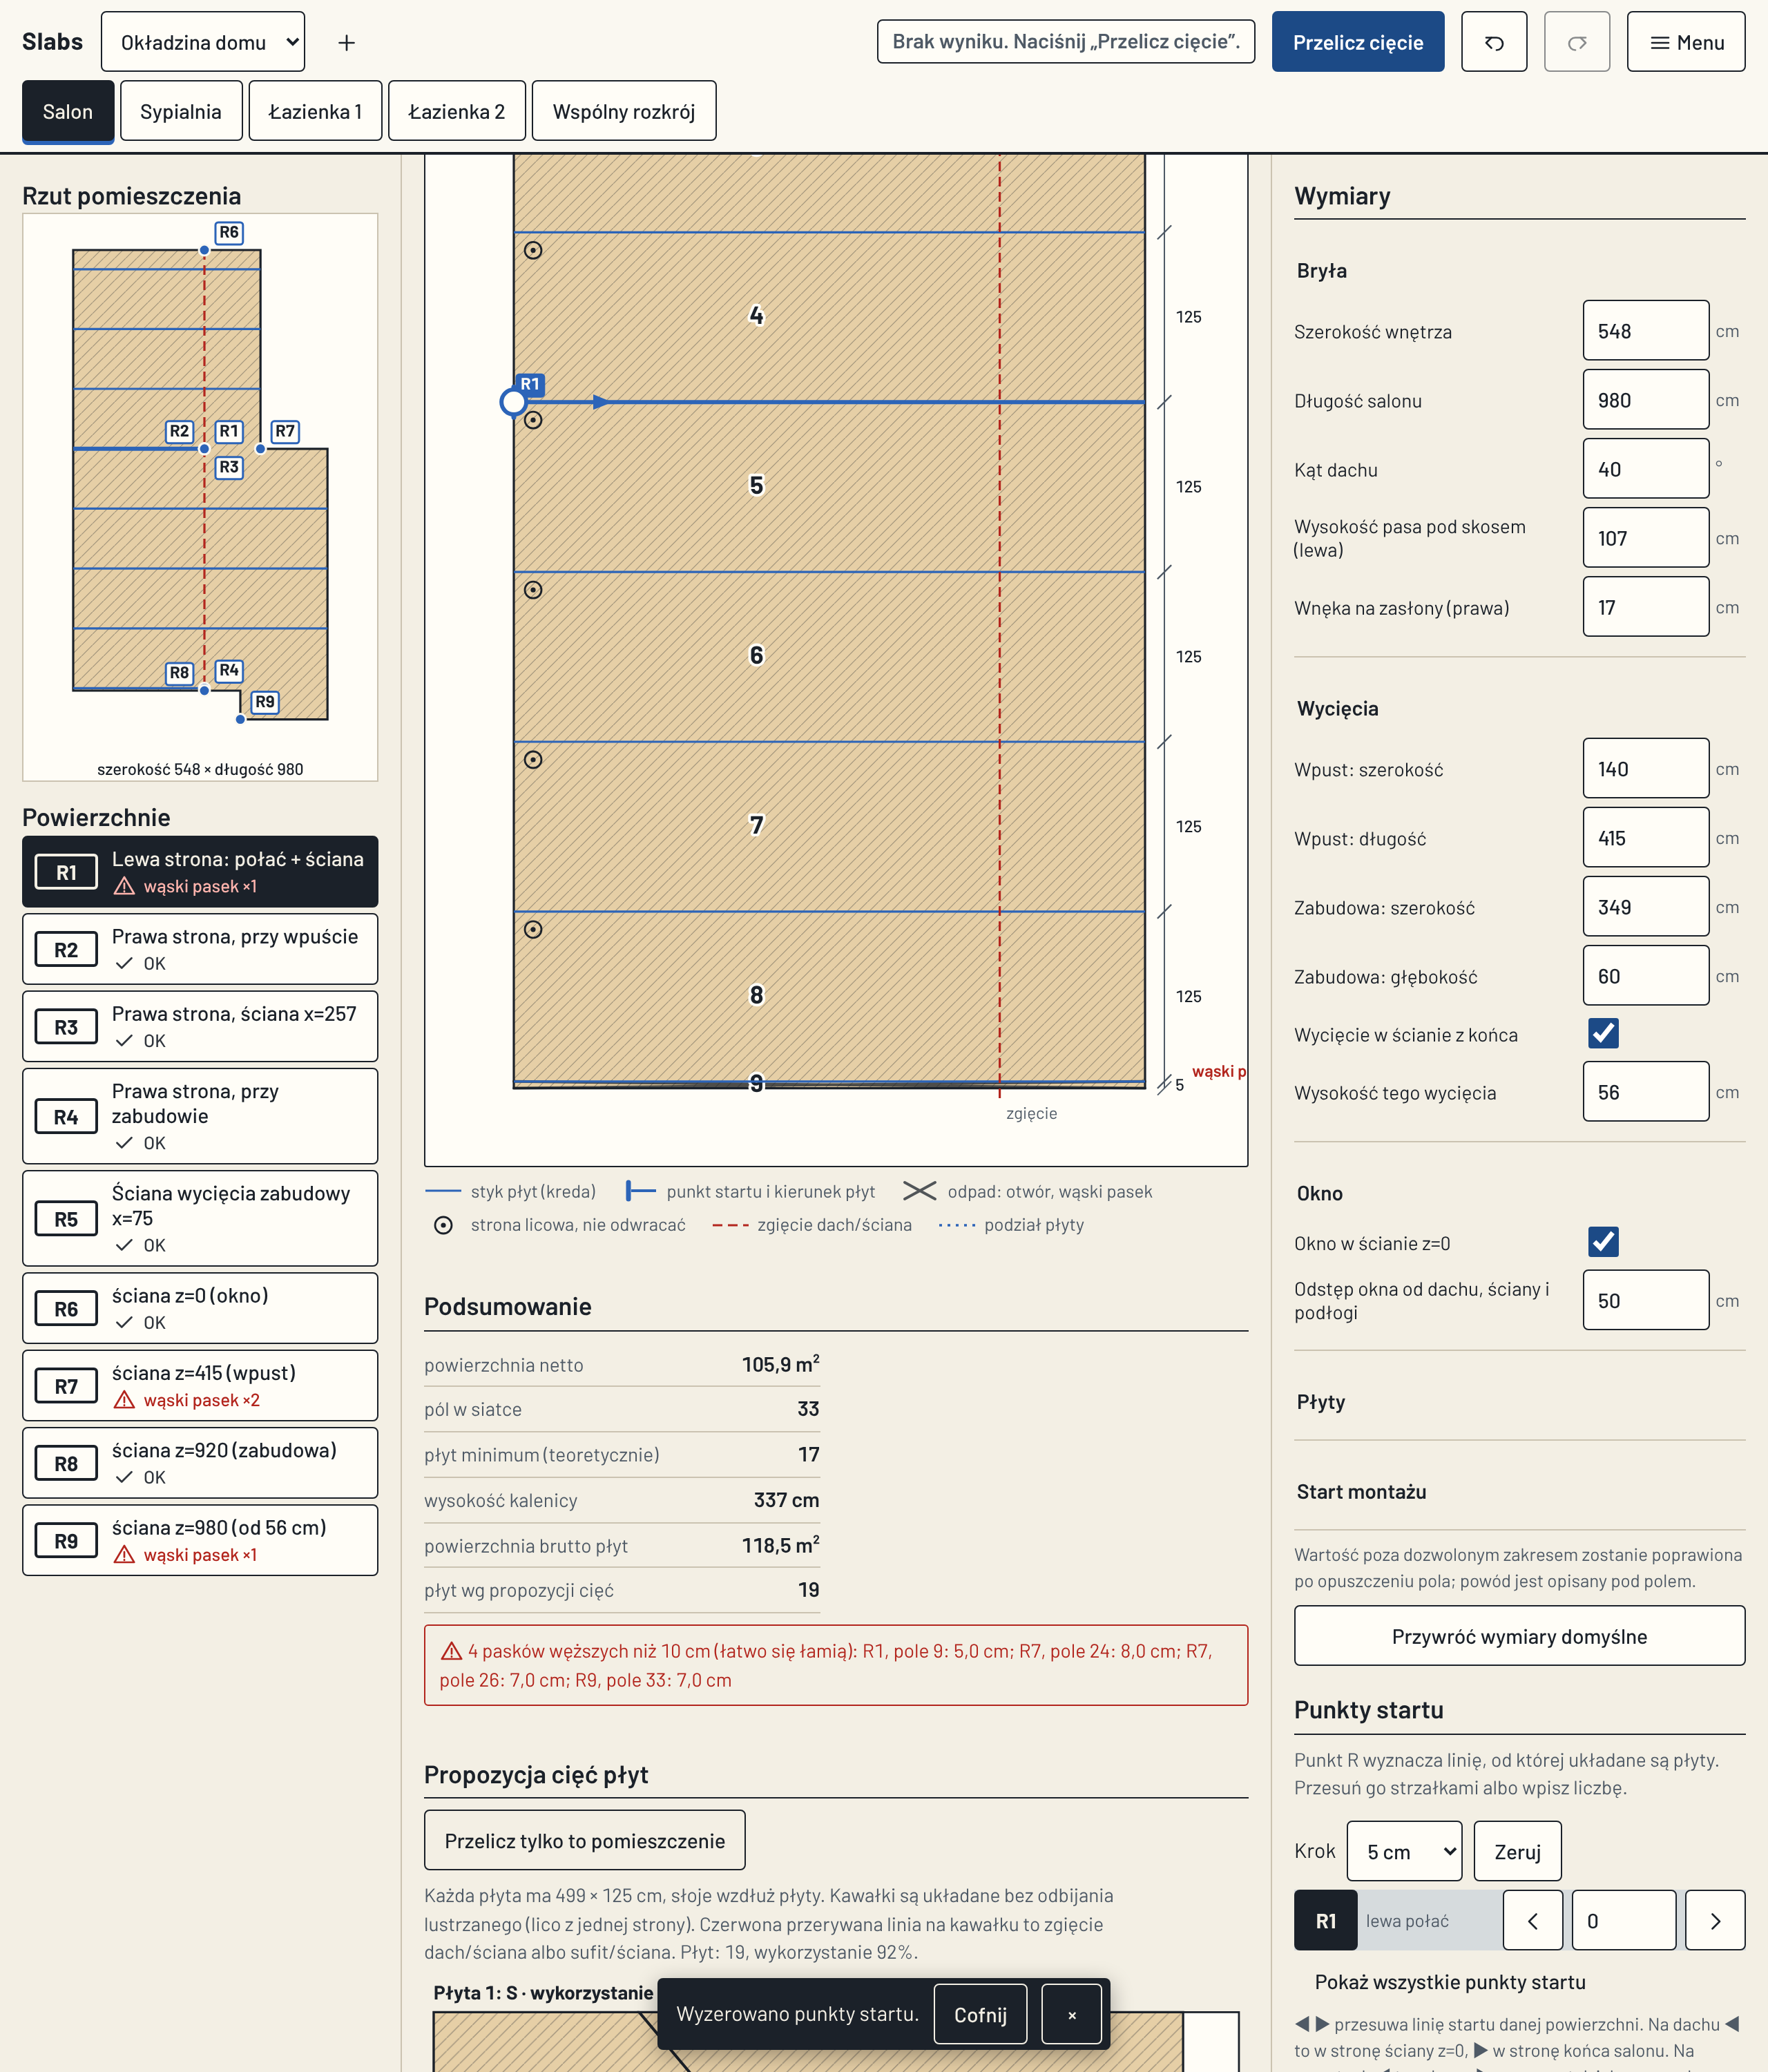 Slabs
Okładzina domu
+
Brak wyniku. Naciśnij „Przelicz cięcie”.
Przelicz cięcie
Menu
Salon
Sypialnia
Łazienka 1
Łazienka 2
Wspólny rozkrój
Rzut pomieszczenia
R6
R2
R1
R7
R3
R8
R4
R9
szerokość 548 × długość 980
Powierzchnie
R1
Lewa strona: połać + ściana
wąski pasek ×1
R2
Prawa strona, przy wpuście
OK
R3
Prawa strona, ściana x=257
OK
R4
Prawa strona, przy
zabudowie
OK
R5
Ściana wycięcia zabudowy
x=75
OK
R6
ściana z=0 (okno)
OK
R7
ściana z=415 (wpust)
wąski pasek ×2
R8
ściana z=920 (zabudowa)
OK
R9
ściana z=980 (od 56 cm)
wąski pasek ×1
4
125
R1
5
125
6
125
7
125
8
125
9
5
wąski p
zgięcie
styk płyt (kreda)
punkt startu i kierunek płyt
odpad: otwór, wąski pasek
strona licowa, nie odwracać
zgięcie dach/ściana
podział płyty
Podsumowanie
powierzchnia netto 105,9 m²
pól w siatce 33
płyt minimum (teoretycznie) 17
wysokość kalenicy 337 cm
powierzchnia brutto płyt 118,5 m²
płyt wg propozycji cięć 19
4 pasków węższych niż 10 cm (łatwo się łamią): R1, pole 9: 5,0 cm; R7, pole 24: 8,0 cm; R7,
pole 26: 7,0 cm; R9, pole 33: 7,0 cm
Propozycja cięć płyt
Przelicz tylko to pomieszczenie
Każda płyta ma 499 × 125 cm, słoje wzdłuż płyty. Kawałki są układane bez odbijania
lustrzanego (lico z jednej strony). Czerwona przerywana linia na kawałku to zgięcie
dach/ściana albo sufit/ściana. Płyt: 19, wykorzystanie 92%.
Płyta 1: S · wykorzystanie
Wyzerowano punkty startu.
Cofnij
×
Wymiary
Bryła
Szerokość wnętrza 548 cm
Długość salonu 980 cm
Kąt dachu 40 °
Wysokość pasa pod skosem
(lewa) 107 cm
Wnęka na zasłony (prawa) 17 cm
Wycięcia
Wpust: szerokość 140 cm
Wpust: długość 415 cm
Zabudowa: szerokość 349 cm
Zabudowa: głębokość 60 cm
Wycięcie w ścianie z końca
Wysokość tego wycięcia 56 cm
Okno
Okno w ścianie z=0
Odstęp okna od dachu, ściany i
podłogi 50 cm
Płyty
Start montażu
Wartość poza dozwolonym zakresem zostanie poprawiona
po opuszczeniu pola; powód jest opisany pod polem.
Przywróć wymiary domyślne
Punkty startu
Punkt R wyznacza linię, od której układane są płyty.
Przesuń go strzałkami albo wpisz liczbę.
Krok 5 cm Zeruj
R1 lewa połać 0
Pokaż wszystkie punkty startu
◀ ▶ przesuwa linię startu danej powierzchni. Na dachu ◀
to w stronę ściany z=0, ▶ w stronę końca salonu. Na